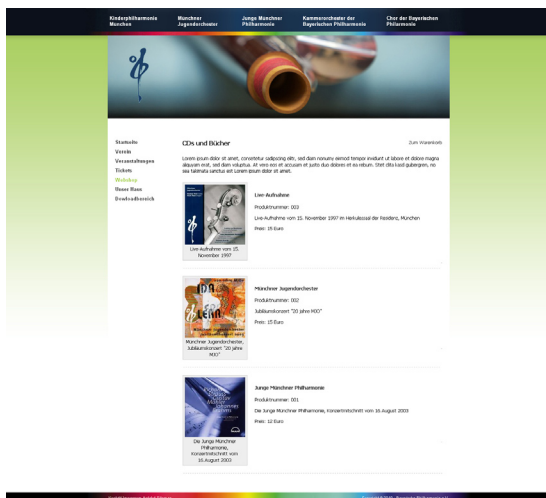 Kinderphilharmonie
München
Münchner
Jugendorchester
Junge Münchner
Philharmonie
Kammerorchester der
Bayerischen Philharmonie
Chor der Bayerischen
Philarmonie
Startseite
Verein
Veranstaltungen
Tickets
Webshop
Unser Haus
Dowloadbereich
CDs und Bücher
Zum Warenkorb
Lorem ipsum dolor sit amet, consetetur sadipscing elitr, sed diam nonumy eirmod tempor invidunt ut labore et dolore magna
aliquyam erat, sed diam voluptua. At vero eos et accusam et justo duo dolores et ea rebum. Stet clita kasd gubergren, no
sea takimata sanctus est Lorem ipsum dolor sit amet.
Live-Aufnahme vom 15.
November 1997
Live-Aufnahme
Produktnummer: 003
Live-Aufnahme vom 15. November 1997 im Herkulessaal der Residenz, München
Preis: 15 Euro
Münchner Jugendorchester,
Jubiläumskonzert "20 jahre
MJO"
Münchner Jugendorchester
Produktnummer: 002
Jubiläumskonzert "20 jahre MJO"
Preis: 15 Euro
Die Junge Münchner
Philharmonie,
Konzertmitschnitt vom
16.August 2003
Junge Münchner Philharmonie
Produktnummer: 001
Die Junge Münchner Philharmonie, Konzertmitschnitt vom 16.August 2003
Preis: 12 Euro